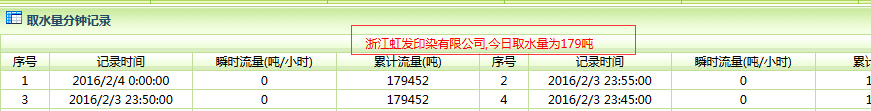 取水量分钟记录
浙江虹发印染有限公司,今日取水量为179吨
序号 记录时间 瞬时流量(吨/小时) 累计流量(吨) 序号 记录时间 瞬时流量(吨/小时) 累计
1 2016/2/4 0:00:00 0 179452 2 2016/2/3 23:55:00 0
3 2016/2/3 23:50:00 0 179452 4 2016/2/3 23:45:00 0